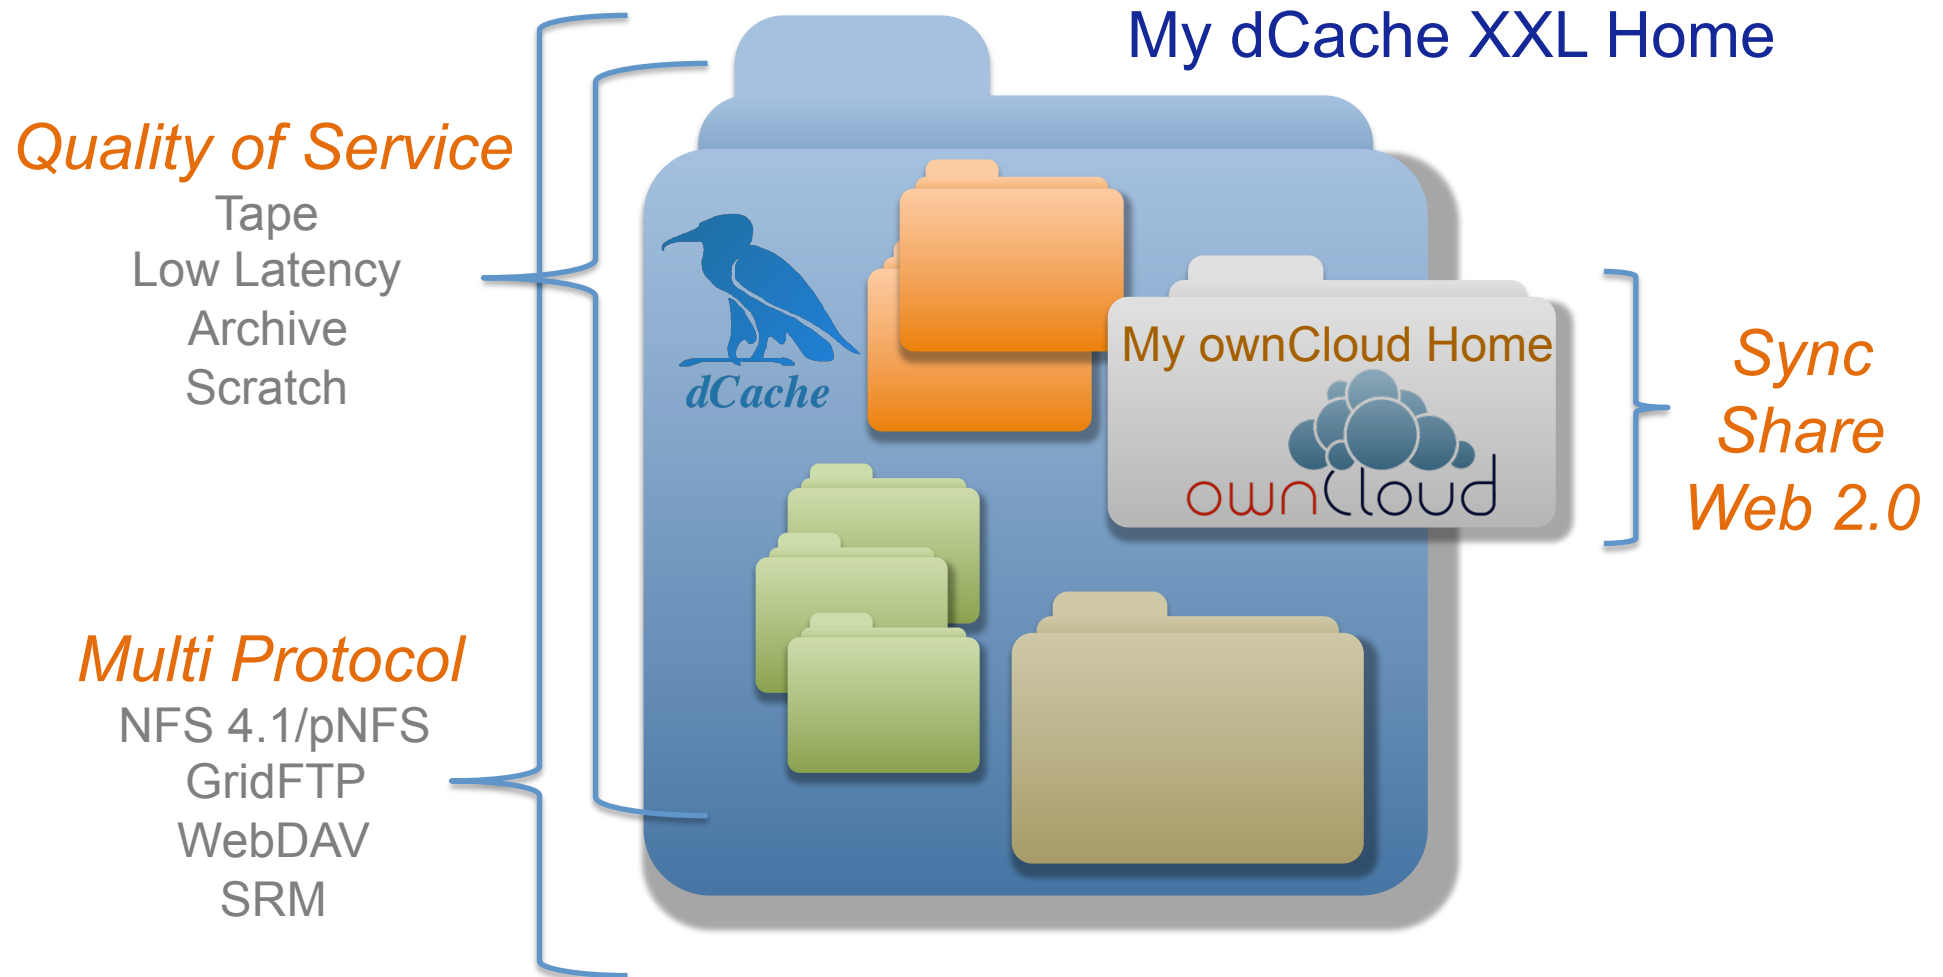 My dCache XXL Home
Quality of Service
Tape
Low Latency
Archive
Scratch
dCache
My ownCloud Home
ownCloud
Sync
Share
Web 2.0
Multi Protocol
NFS 4.1/pNFS
GridFTP
WebDAV
SRM